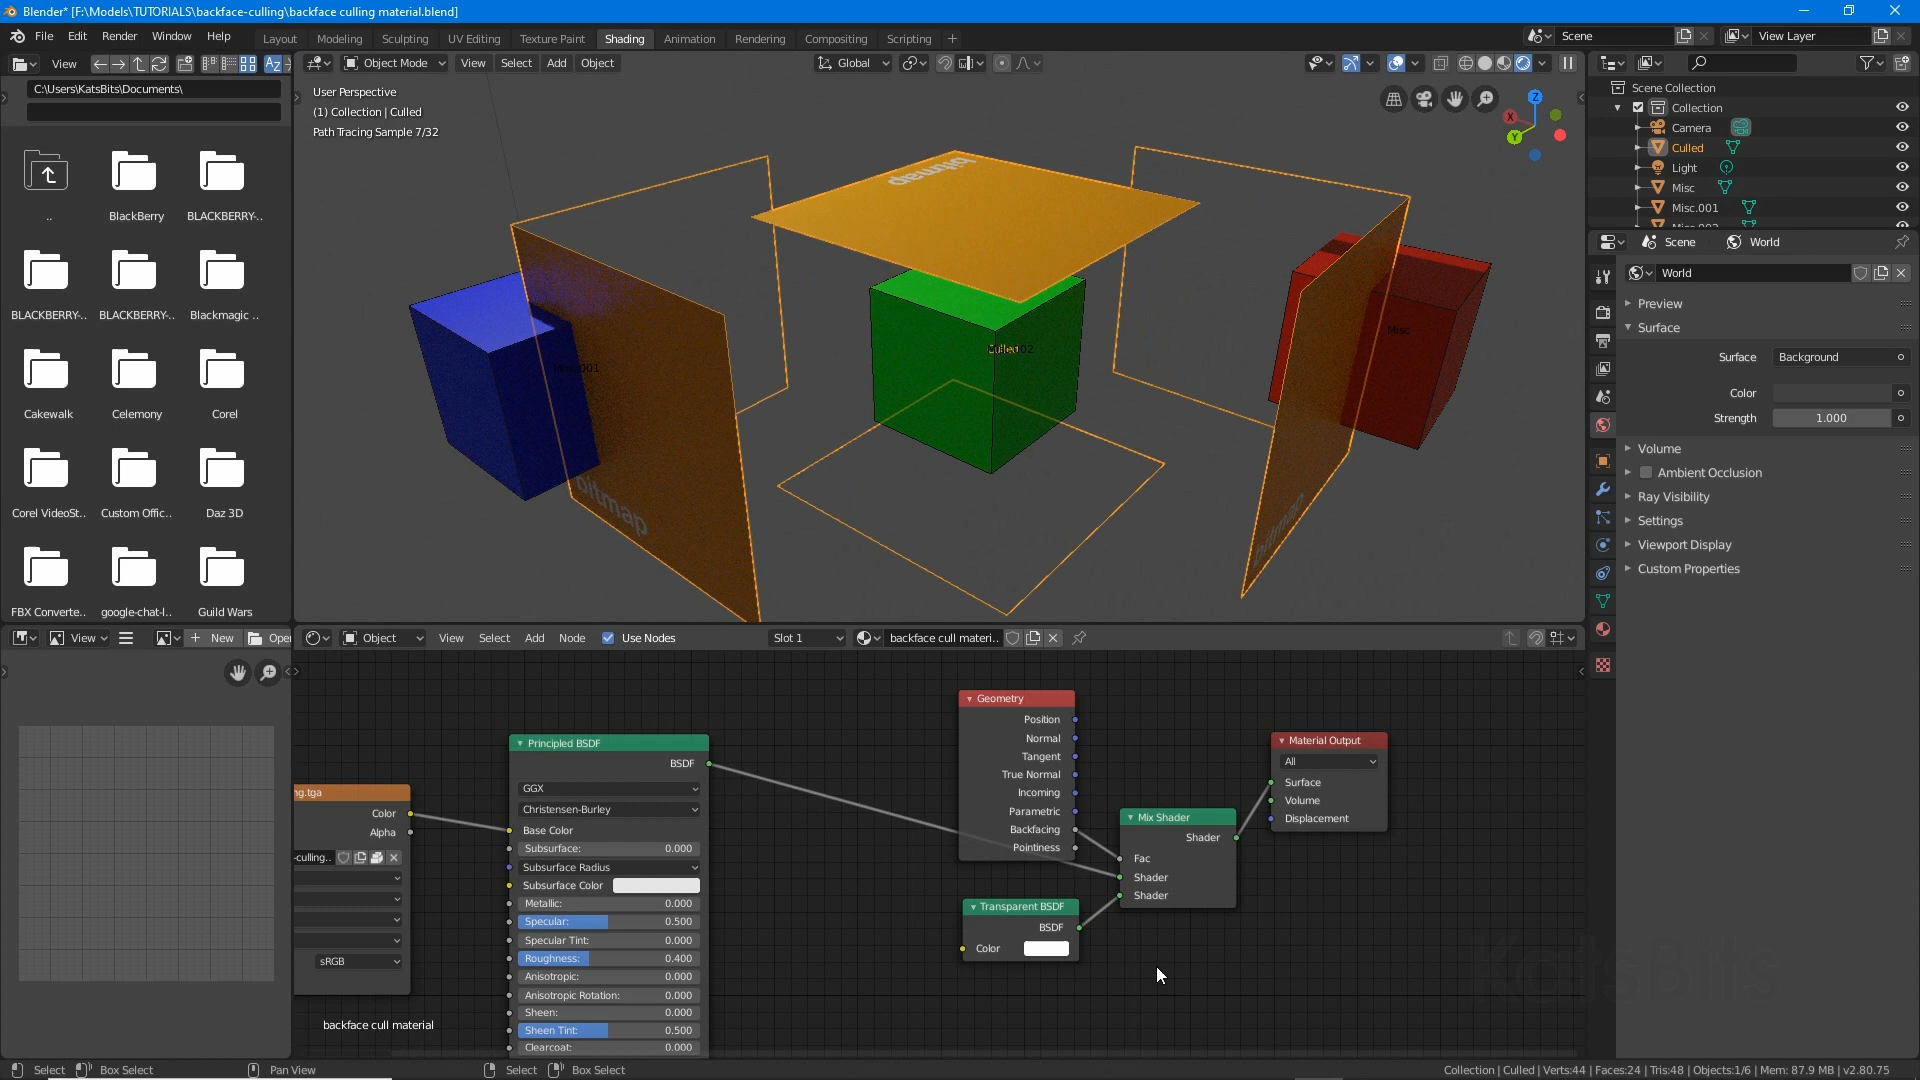 Blender* [F:\Models\TUTORIALS\backface-culling\backface culling material.blend]
File Edit Render Window Help
Layout Modeling Sculpting UV Editing Texture Paint Shading Animation Rendering Compositing Scripting +
Scene
View Layer
View
C:\Users\KatsBits\Documents\
..
BlackBerry
BLACKBERRY-..
BLACKBERRY-..
BLACKBERRY-..
Blackmagic ..
Cakewalk
Celemony
Corel
Corel VideoSt..
Custom Offic..
Daz 3D
FBX Converte..
google-chat-l..
Guild Wars
Object Mode View Select Add Object
Global
User Perspective
(1) Collection | Culled
Path Tracing Sample 7/32
bitmap
bitmap
bitmap
Misc
X
Y
Z
Scene Collection
Collection
Camera
Culled
Light
Misc
Misc.001
Scene World
World
Preview
Surface
Surface Background
Color
Strength 1.000
Volume
Ambient Occlusion
Ray Visibility
Settings
Viewport Display
Custom Properties
View
New
Open
Object View Select Add Node Use Nodes
Slot 1
backface cull materi..
ng.tga
Color
Alpha
-culling..
sRGB
Principled BSDF
BSDF
GGX
Christensen-Burley
Base Color
Subsurface: 0.000
Subsurface Radius
Subsurface Color
Metallic: 0.000
Specular: 0.500
Specular Tint: 0.000
Roughness: 0.400
Anisotropic: 0.000
Anisotropic Rotation: 0.000
Sheen: 0.000
Sheen Tint: 0.500
Clearcoat: 0.000
Geometry
Position
Normal
Tangent
True Normal
Incoming
Parametric
Backfacing
Pointiness
Transparent BSDF
BSDF
Color
Mix Shader
Shader
Fac
Shader
Shader
Material Output
All
Surface
Volume
Displacement
backface cull material
KatsBits
Select Box Select Pan View Select Box Select
Collection | Culled | Verts:44 | Faces:24 | Tris:48 | Objects:1/6 | Mem: 87.9 MB | v2.80.75